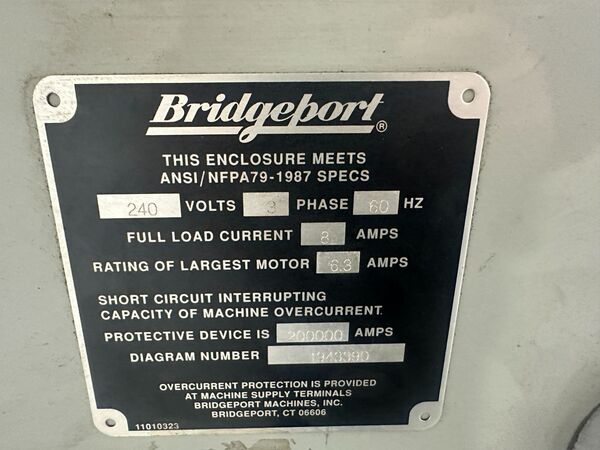 Bridgeport®
THIS ENCLOSURE MEETS
ANSI/NFPA79-1987 SPECS
240 VOLTS 3 PHASE 60 HZ
FULL LOAD CURRENT 8 AMPS
RATING OF LARGEST MOTOR 6.3 AMPS
SHORT CIRCUIT INTERRUPTING
CAPACITY OF MACHINE OVERCURRENT
PROTECTIVE DEVICE IS 200000 AMPS
DIAGRAM NUMBER 1943390
OVERCURRENT PROTECTION IS PROVIDED
AT MACHINE SUPPLY TERMINALS
BRIDGEPORT MACHINES, INC.
BRIDGEPORT, CT 06606
11010323